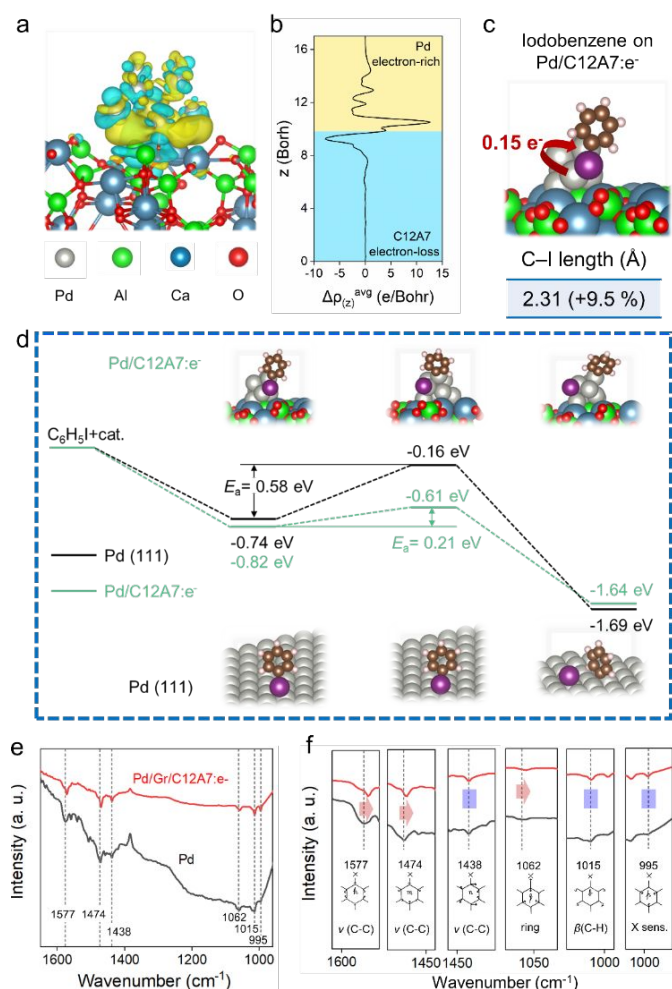 a
Pd
Al
Ca
O
b
z (Borh)
16
12
8
4
0
Pd
electron-rich
C12A7
electron-loss
-10 -5 0 5 10 15
Δρ(z)avg (e/Bohr)
c
Iodobenzene on
Pd/C12A7:e-
0.15 e-
C–I length (Å)
2.31 (+9.5 %)
d
Pd/C12A7:e-
C6H5I+cat.
-0.16 eV
Ea= 0.58 eV
-0.61 eV
-0.74 eV
-0.82 eV
Ea= 0.21 eV
Pd (111)
Pd/C12A7:e-
-1.64 eV
-1.69 eV
Pd (111)
e
Intensity (a. u.)
Pd/Gr/C12A7:e-
Pd
1577
1474
1438
1062
1015
995
1600 1400 1200 1000
Wavenumber (cm-1)
f
Intensity (a. u.)
1577 1474 1438 1062 1015 995
X X X X X X
ν (C-C) ν (C-C) ν (C-C) ring β(C-H) X sens.
1600 1450 1450 1050 1000 1000
Wavenumber (cm-1)